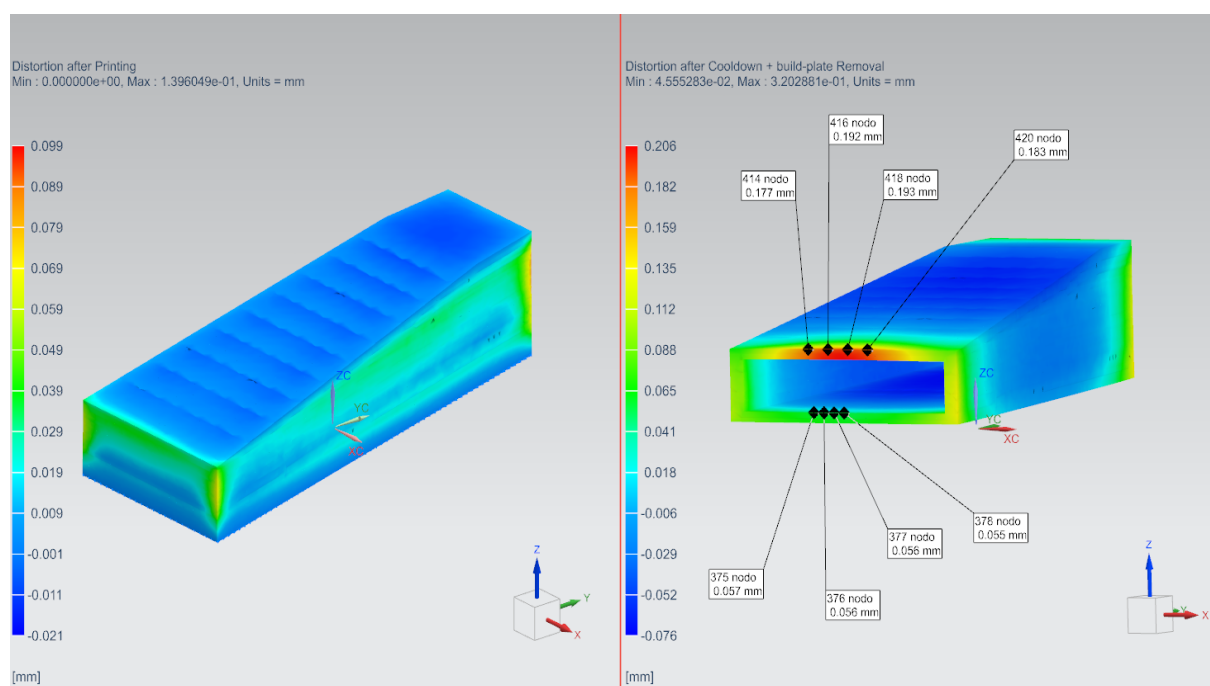 Distortion after Printing
Min : 0.000000e+00, Max : 1.396049e-01, Units = mm
0.099
0.089
0.079
0.069
0.059
0.049
0.039
0.029
0.019
0.009
-0.001
-0.011
-0.021
[mm]
ZC
YC
XC
Z
Y
X
Distortion after Cooldown + build-plate Removal
Min : 4.555283e-02, Max : 3.202881e-01, Units = mm
0.206
0.182
0.159
0.135
0.112
0.088
0.065
0.041
0.018
-0.006
-0.029
-0.052
-0.076
[mm]
416 nodo
0.192 mm
420 nodo
0.183 mm
414 nodo
0.177 mm
418 nodo
0.193 mm
ZC
YC
XC
378 nodo
0.055 mm
377 nodo
0.056 mm
375 nodo
0.057 mm
376 nodo
0.056 mm
Z
Y
X